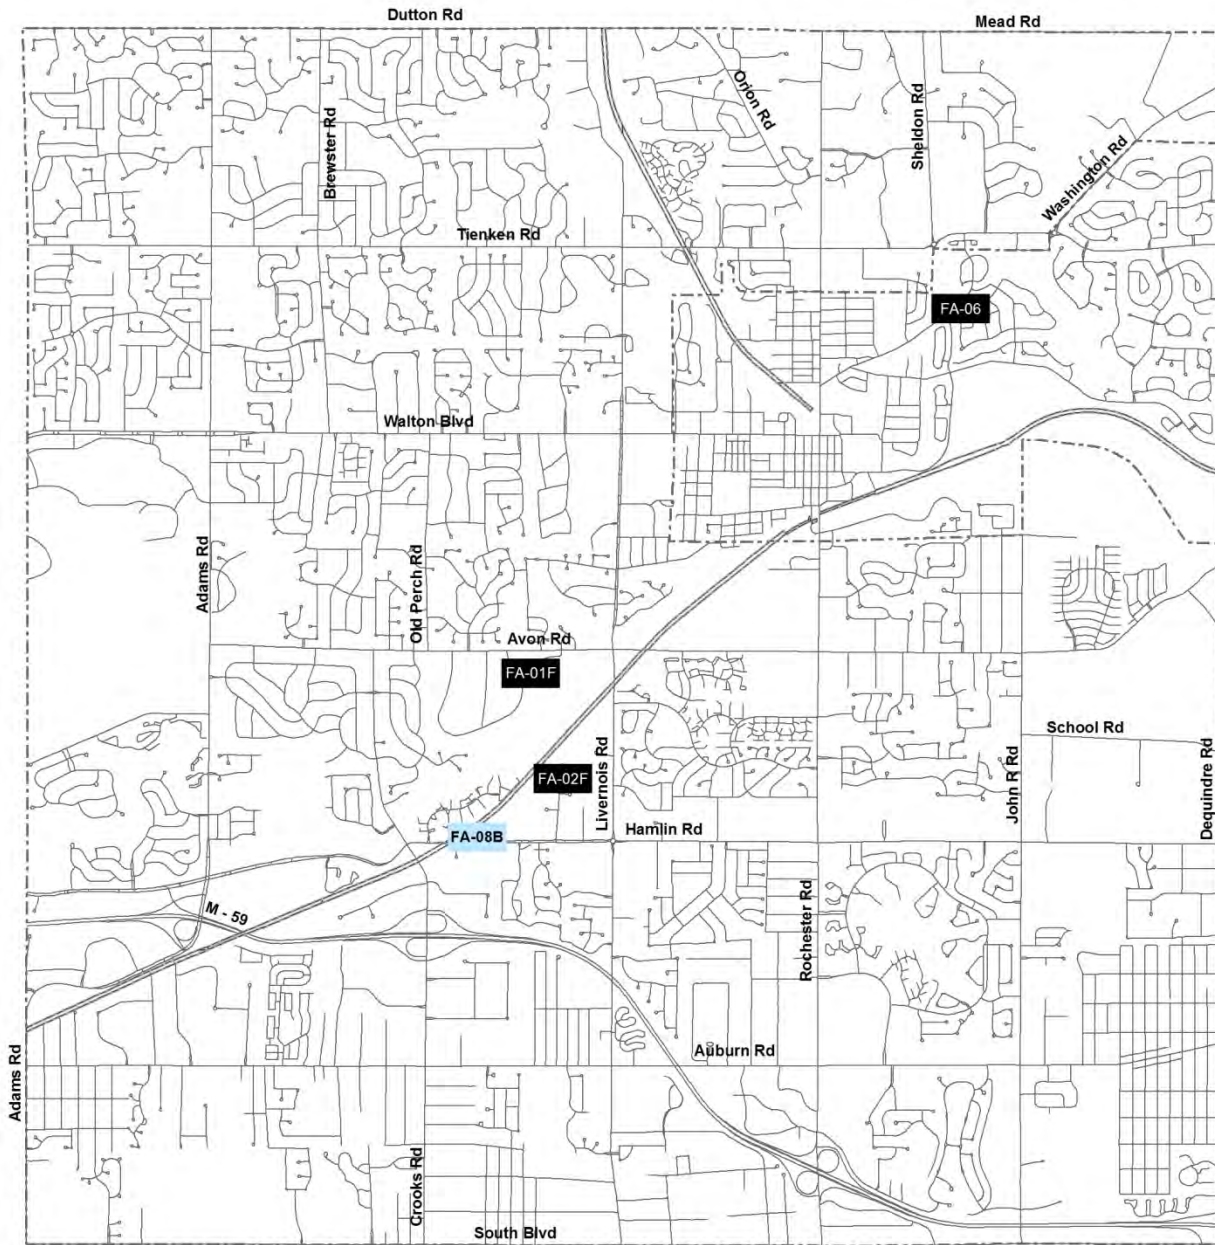 Dutton Rd
Mead Rd
Orion Rd
Sheldon Rd
Brewster Rd
Washington Rd
Tienken Rd
FA-06
Walton Blvd
Adams Rd
Old Perch Rd
Avon Rd
FA-01F
School Rd
Livernois Rd
John R Rd
Dequindre Rd
FA-02F
Hamlin Rd
FA-08B
M - 59
Rochester Rd
Auburn Rd
Adams Rd
Crooks Rd
South Blvd